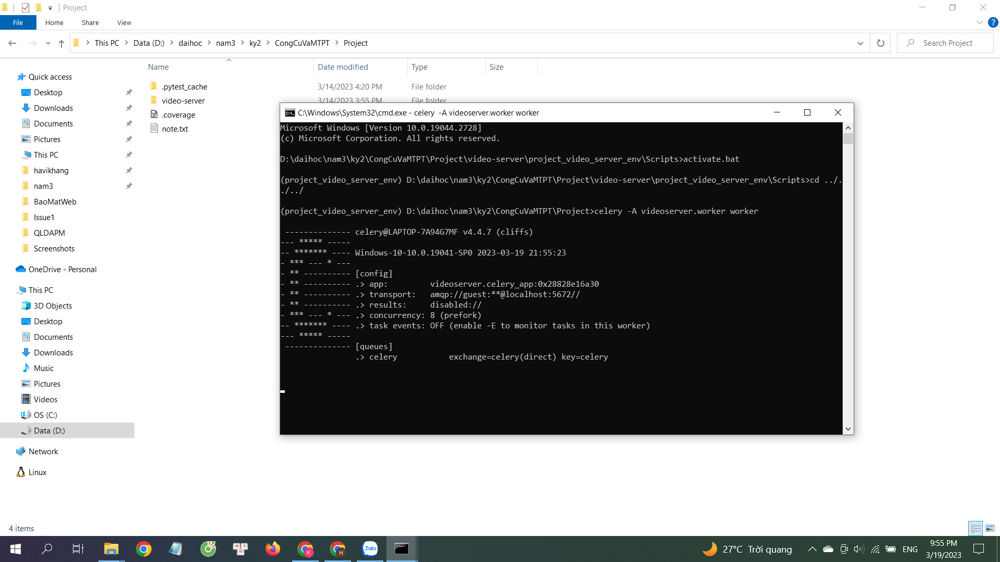 Project
File
Home
Share
View
This PC
Data (D:)
daihoc
nam3
ky2
CongCuVaMTPT
Project
Search Project
Name
Date modified
Type
Size
.pytest_cache
3/14/2023 4:20 PM
File folder
video-server
3/14/2023 3:55 PM
File folder
.coverage
note.txt
Quick access
Desktop
Downloads
Documents
Pictures
This PC
havikhang
nam3
BaoMatWeb
Issue1
QLDAPM
Screenshots
OneDrive - Personal
This PC
3D Objects
Desktop
Documents
Downloads
Music
Pictures
Videos
OS (C:)
Data (D:)
Network
Linux
C:\Windows\System32\cmd.exe - celery  -A videoserver.worker worker
Microsoft Windows [Version 10.0.19044.2728]
(c) Microsoft Corporation. All rights reserved.
D:\daihoc\nam3\ky2\CongCuVaMTPT\Project\video-server\project_video_server_env\Scripts>activate.bat
(project_video_server_env) D:\daihoc\nam3\ky2\CongCuVaMTPT\Project\video-server\project_video_server_env\Scripts>cd ../.
./../
(project_video_server_env) D:\daihoc\nam3\ky2\CongCuVaMTPT\Project>celery -A videoserver.worker worker
 -------------- celery@LAPTOP-7A94G7MF v4.4.7 (cliffs)
--- ***** -----
-- ******* ---- Windows-10-10.0.19041-SP0 2023-03-19 21:55:23
- *** --- * ---
- ** ---------- [config]
- ** ---------- .> app:         videoserver.celery_app:0x28828e16a30
- ** ---------- .> transport:   amqp://guest:**@localhost:5672//
- ** ---------- .> results:     disabled://
- *** --- * --- .> concurrency: 8 (prefork)
-- ******* ---- .> task events: OFF (enable -E to monitor tasks in this worker)
--- ***** -----
 -------------- [queues]
                .> celery           exchange=celery(direct) key=celery
4 items
Zalo
27°C Trời quang
ENG
9:55 PM
3/19/2023